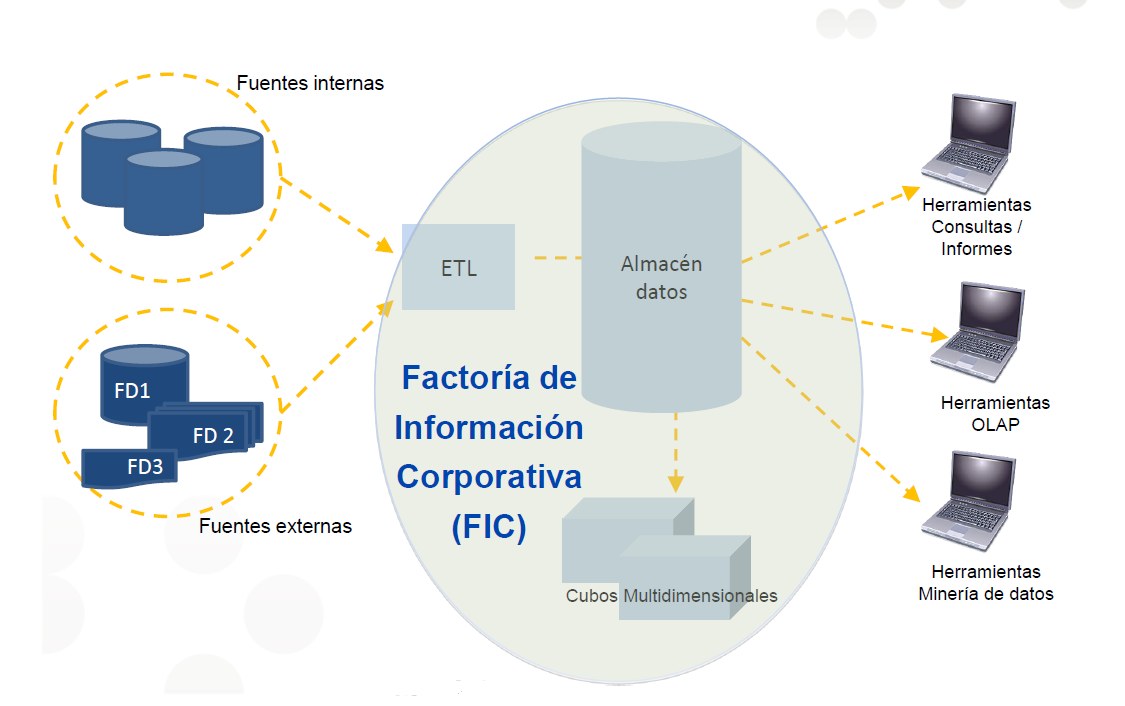 Fuentes internas
FD1
FD 2
FD3
Fuentes externas
ETL
Almacén
datos
Factoría de
Información
Corporativa
(FIC)
Cubos Multidimensionales
Herramientas
Consultas /
Informes
Herramientas
OLAP
Herramientas
Minería de datos